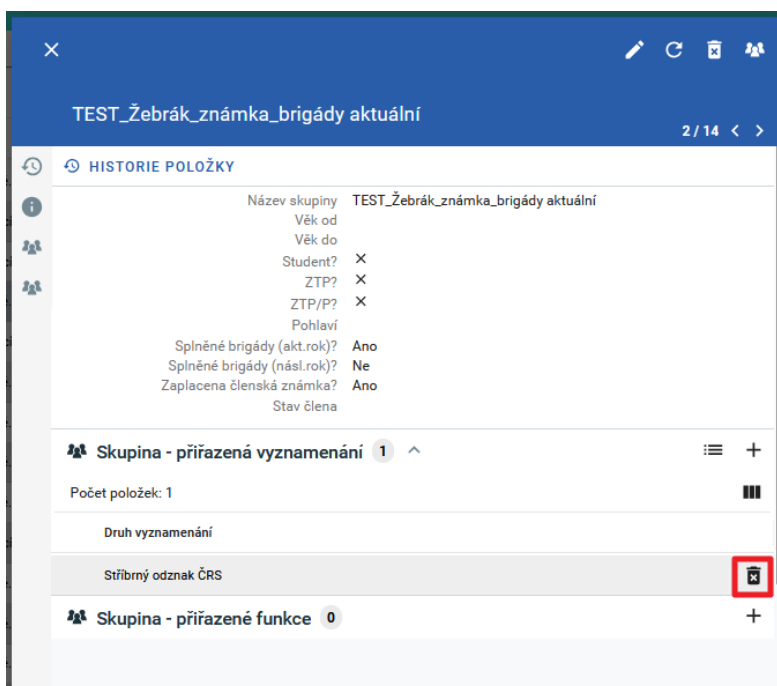 TEST_Žebrák_známka_brigády aktuální
2 / 14
HISTORIE POLOŽKY
Název skupiny TEST_Žebrák_známka_brigády aktuální
Věk od
Věk do
Student?
ZTP?
ZTP/P?
Pohlaví
Splněné brigády (akt.rok)? Ano
Splněné brigády (násl.rok)? Ne
Zaplacena členská známka? Ano
Stav člena
Skupina - přiřazená vyznamenání 1
Počet položek: 1
Druh vyznamenání
Stříbrný odznak ČRS
Skupina - přiřazené funkce 0